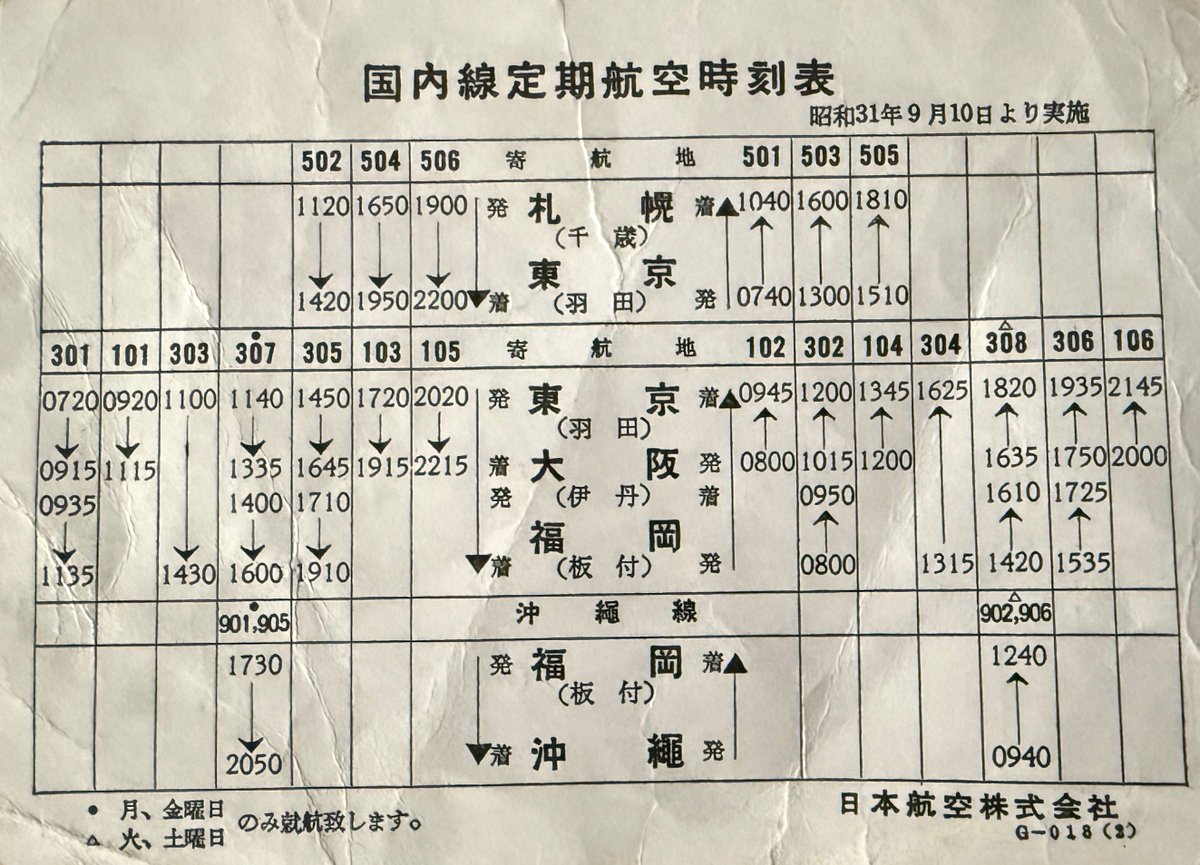 国内線定期航空時刻表
昭和31年9月10日より実施
502 504 506 寄航地 501 503 505
1120 1650 1900 発 札幌 着 1040 1600 1810
(千歳)
東京
1420 1950 2200 着 (羽田) 発 0740 1300 1510
301 101 303 307 305 103 105 寄航地 102 302 104 304 308 306 106
0720 0920 1100 1140 1450 1720 2020 発 東京 着 0945 1200 1345 1625 1820 1935 2145
(羽田)
0915 1115 1335 1645 1915 2215 着 大阪 発 0800 1015 1200 1635 1750 2000
0935 1400 1710 発 (伊丹) 着 0950 1610 1725
福岡
1135 1430 1600 1910 着 (板付) 発 0800 1315 1420 1535
901,905 沖縄線 902,906
1730 発 福岡 着 1240
(板付)
2050 着 沖縄 発 0940
● 月、金曜日
△ 火、土曜日
のみ就航致します。
日本航空株式会社
G-018(2)